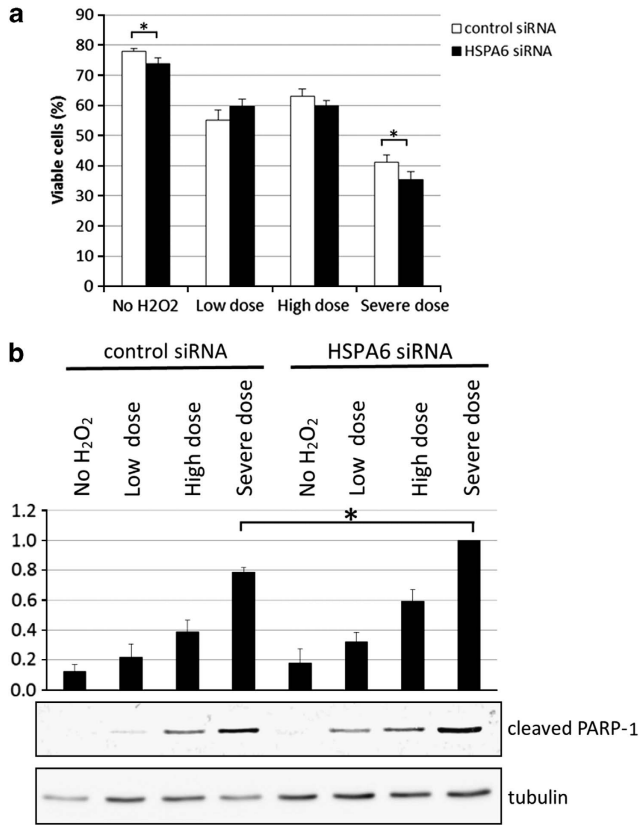 a
90
80
70
60
50
40
30
20
10
0
Viable cells (%)
*
*
control siRNA
HSPA6 siRNA
No H2O2 Low dose High dose Severe dose
b
control siRNA HSPA6 siRNA
No H₂O₂
Low dose
High dose
Severe dose
No H₂O₂
Low dose
High dose
Severe dose
1.2
1.0
0.8
0.6
0.4
0.2
0.0
*
cleaved PARP-1
tubulin